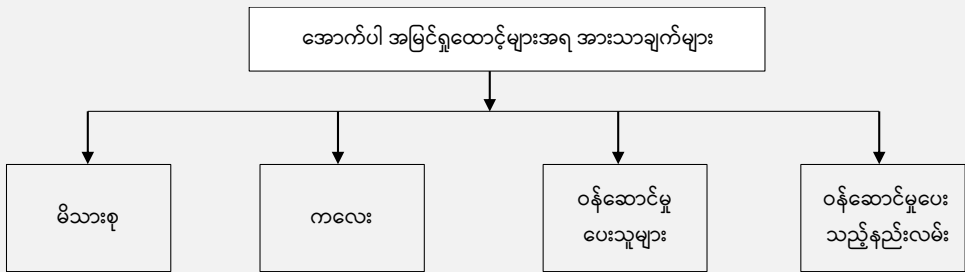 အောက်ပါ အမြင်ရှုထောင့်များအရ အားသာချက်များ
မိသားစု
ကလေး
ဝန်ဆောင်မှု
ပေးသူများ
ဝန်ဆောင်မှုပေး
သည့်နည်းလမ်း